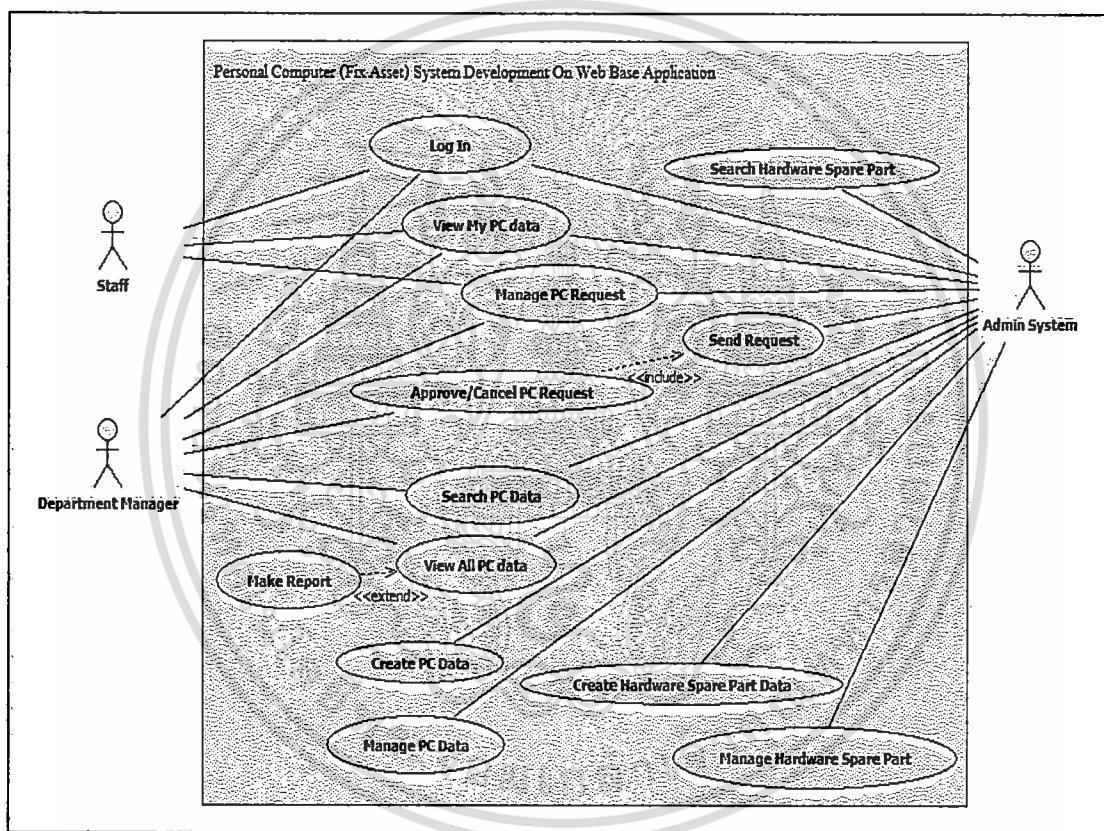 Personal Computer (Fix Asset) System Development On Web Base Application
Log In
Search Hardware Spare Part
View My PC data
Staff
Manage PC Request
Admin System
Send Request
<<include>>
Approve/Cancel PC Request
Department Manager
Search PC Data
View All PC data
Make Report
<<extend>>
Create PC Data
Create Hardware Spare Part Data
Manage PC Data
Manage Hardware Spare Part